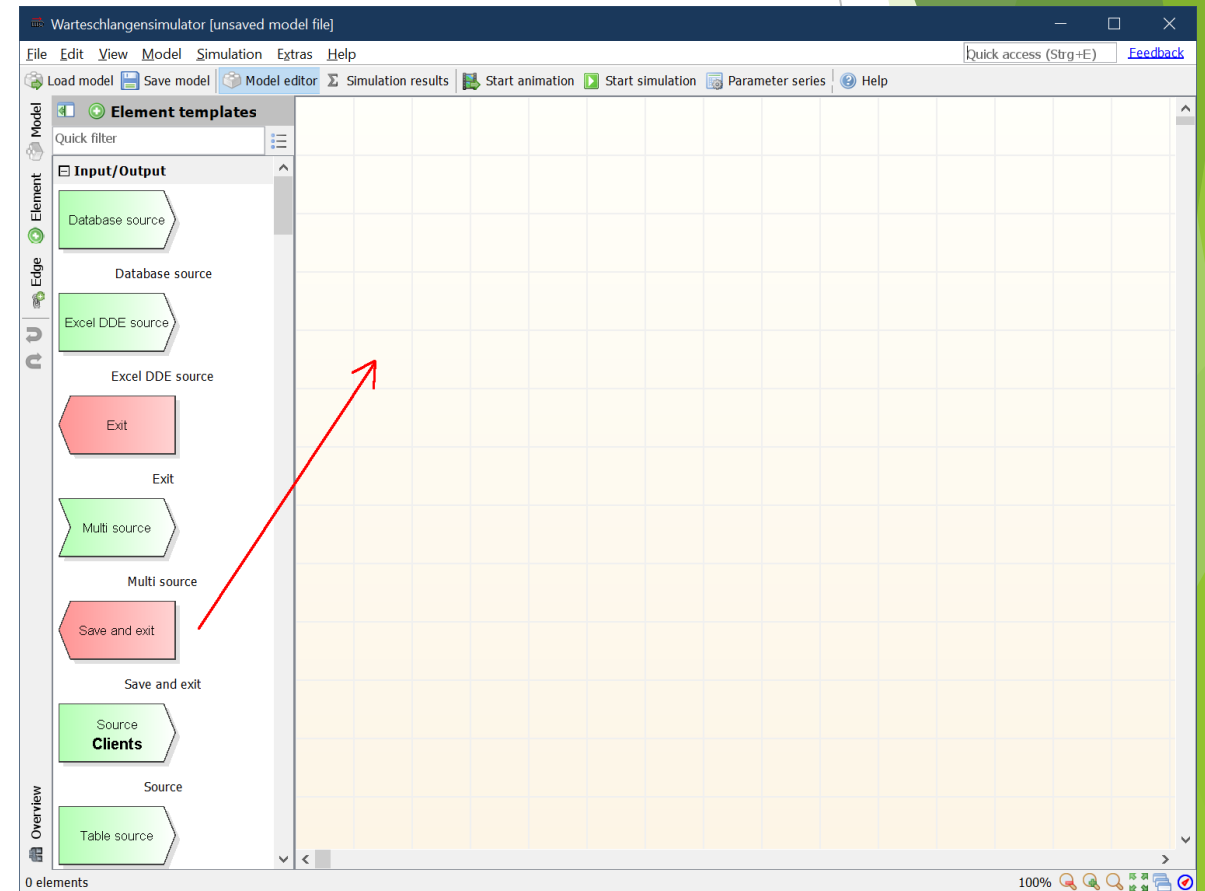 Warteschlangensimulator [unsaved model file]
File Edit View Model Simulation Extras Help Quick access (Strg+E) Feedback
Load model Save model Model editor Σ Simulation results Start animation Start simulation Parameter series Help
Model
Element
Edge
Overview
Element templates
Quick filter
Input/Output
Database source
Database source
Excel DDE source
Excel DDE source
Exit
Exit
Multi source
Multi source
Save and exit
Save and exit
Source
Clients
Source
Table source
0 elements 100%